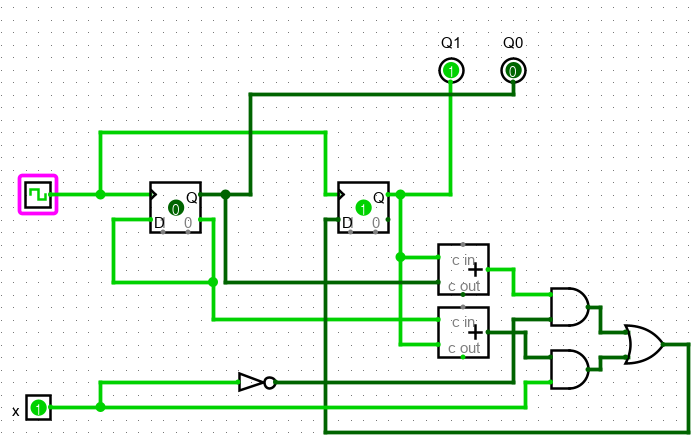 Q1 Q0
1 0
Q Q
0 1
D 0 D 0
c in
+
c out
c in
+
c out
x 1